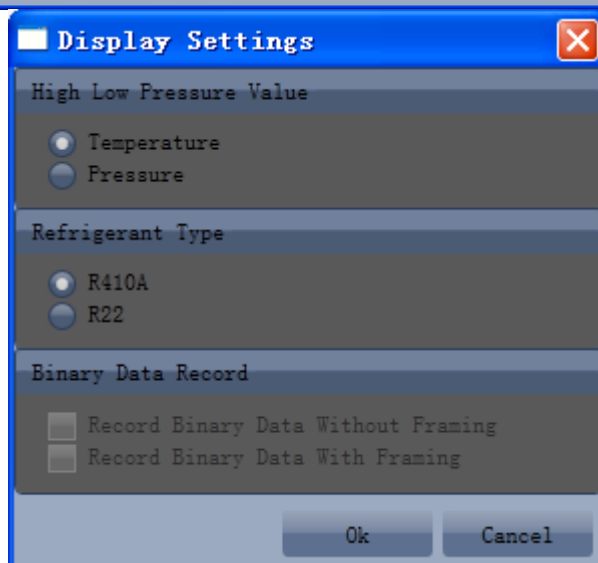 Display Settings
High Low Pressure Value
Temperature
Pressure
Refrigerant Type
R410A
R22
Binary Data Record
Record Binary Data Without Framing
Record Binary Data With Framing
Ok Cancel